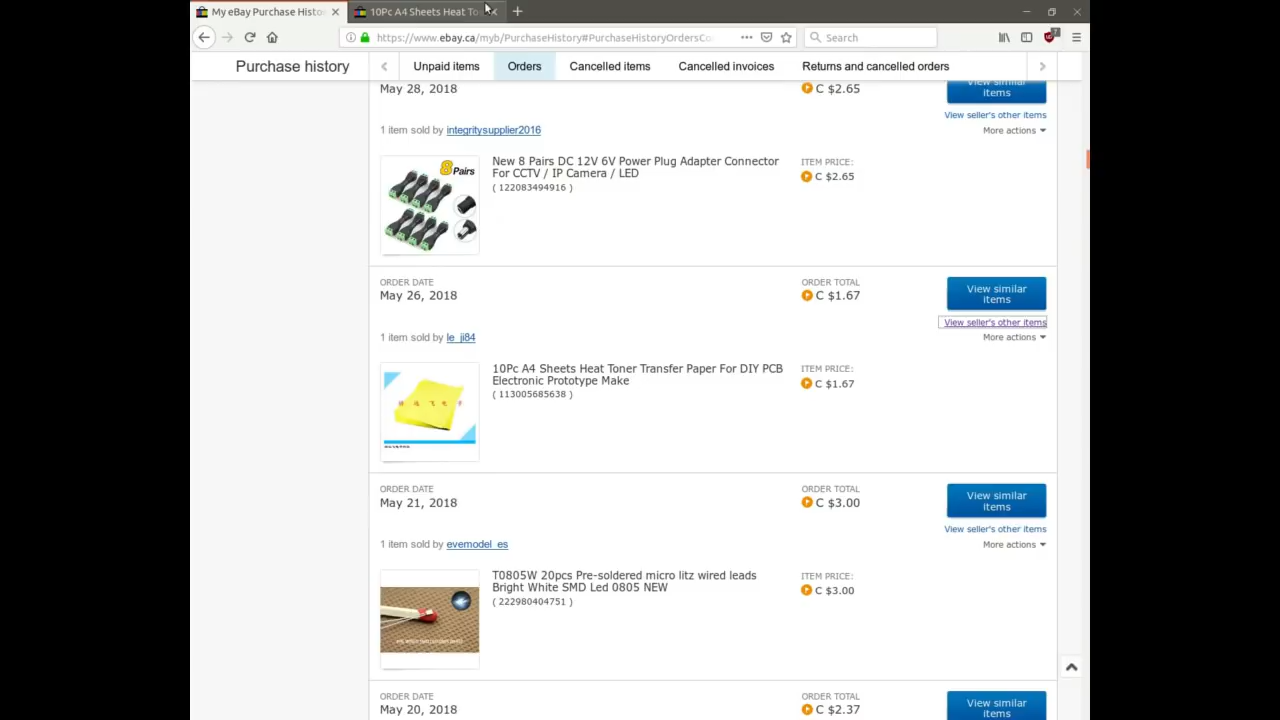 My eBay Purchase Histo
10Pc A4 Sheets Heat To
https://www.ebay.ca/myb/PurchaseHistory#PurchaseHistoryOrdersCo
Search
7
Purchase history
Unpaid items
Orders
Cancelled items
Cancelled invoices
Returns and cancelled orders
May 28, 2018
C $2.65
View similar
items
View seller's other items
1 item sold by integritysupplier2016
More actions
8 Pairs
New 8 Pairs DC 12V 6V Power Plug Adapter Connector
For CCTV / IP Camera / LED
( 122083494916 )
ITEM PRICE:
C $2.65
ORDER DATE
May 26, 2018
ORDER TOTAL
C $1.67
View similar
items
View seller's other items
1 item sold by le_ji84
More actions
10Pc A4 Sheets Heat Toner Transfer Paper For DIY PCB
Electronic Prototype Make
( 113005685638 )
ITEM PRICE:
C $1.67
ORDER DATE
May 21, 2018
ORDER TOTAL
C $3.00
View similar
items
View seller's other items
1 item sold by evemodel_es
More actions
T0805W 20pcs Pre-soldered micro litz wired leads
Bright White SMD Led 0805 NEW
( 222980404751 )
ITEM PRICE:
C $3.00
ORDER DATE
May 20, 2018
ORDER TOTAL
C $2.37
View similar
items